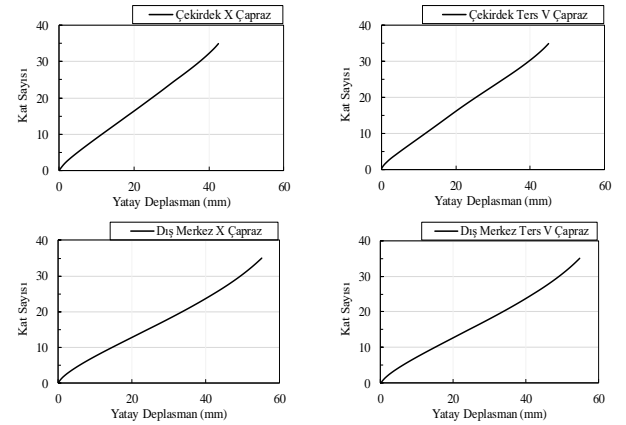 Çekirdek X Çapraz
40
30
20
10
0
Kat Sayısı
0 20 40 60
Yatay Deplasman (mm)
Çekirdek Ters V Çapraz
40
30
20
10
0
Kat Sayısı
0 20 40 60
Yatay Deplasman (mm)
Dış Merkez X Çapraz
40
30
20
10
0
Kat Sayısı
0 20 40 60
Yatay Deplasman (mm)
Dış Merkez Ters V Çapraz
40
30
20
10
0
Kat Sayısı
0 20 40 60
Yatay Deplasman (mm)